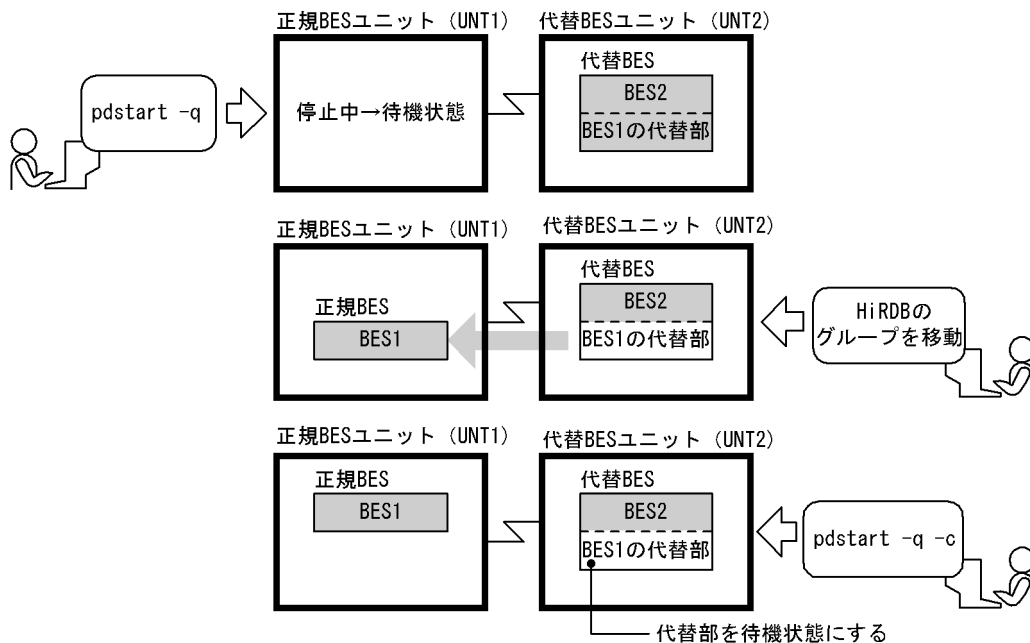 正規BESユニット（UNT1）
代替BESユニット（UNT2）
pdstart -q
停止中→待機状態
代替BES
BES2
BES1の代替部
正規BESユニット（UNT1）
代替BESユニット（UNT2）
正規BES
BES1
代替BES
BES2
BES1の代替部
HiRDBの
グループを移動
正規BESユニット（UNT1）
代替BESユニット（UNT2）
正規BES
BES1
代替BES
BES2
BES1の代替部
pdstart -q -c
代替部を待機状態にする